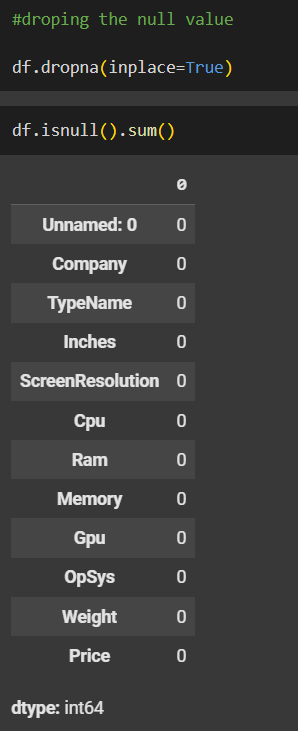 #droping the null value
df.dropna(inplace=True)
df.isnull().sum()
0
Unnamed: 0 0
Company 0
TypeName 0
Inches 0
ScreenResolution 0
Cpu 0
Ram 0
Memory 0
Gpu 0
OpSys 0
Weight 0
Price 0
dtype: int64